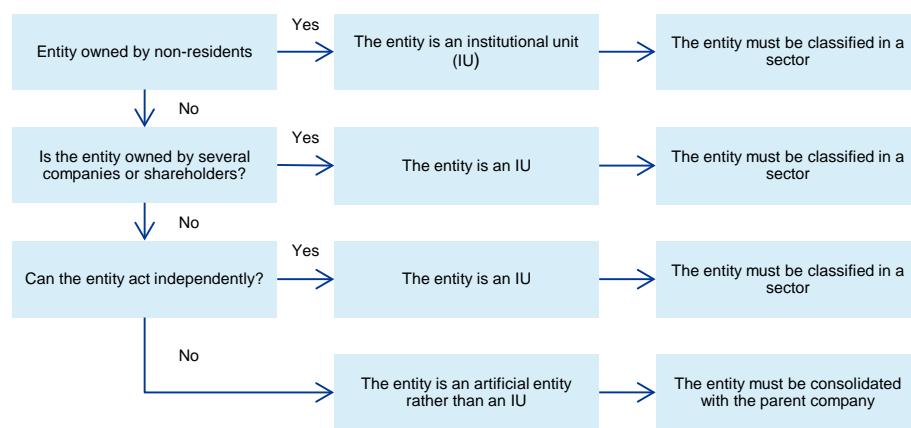 Yes
Entity owned by non-residents
The entity is an institutional unit
(IU)
The entity must be classified in a
sector
No
Yes
Is the entity owned by several
companies or shareholders?
The entity is an IU
The entity must be classified in a
sector
No
Yes
Can the entity act independently?
The entity is an IU
The entity must be classified in a
sector
No
The entity is an artificial entity
rather than an IU
The entity must be consolidated
with the parent company